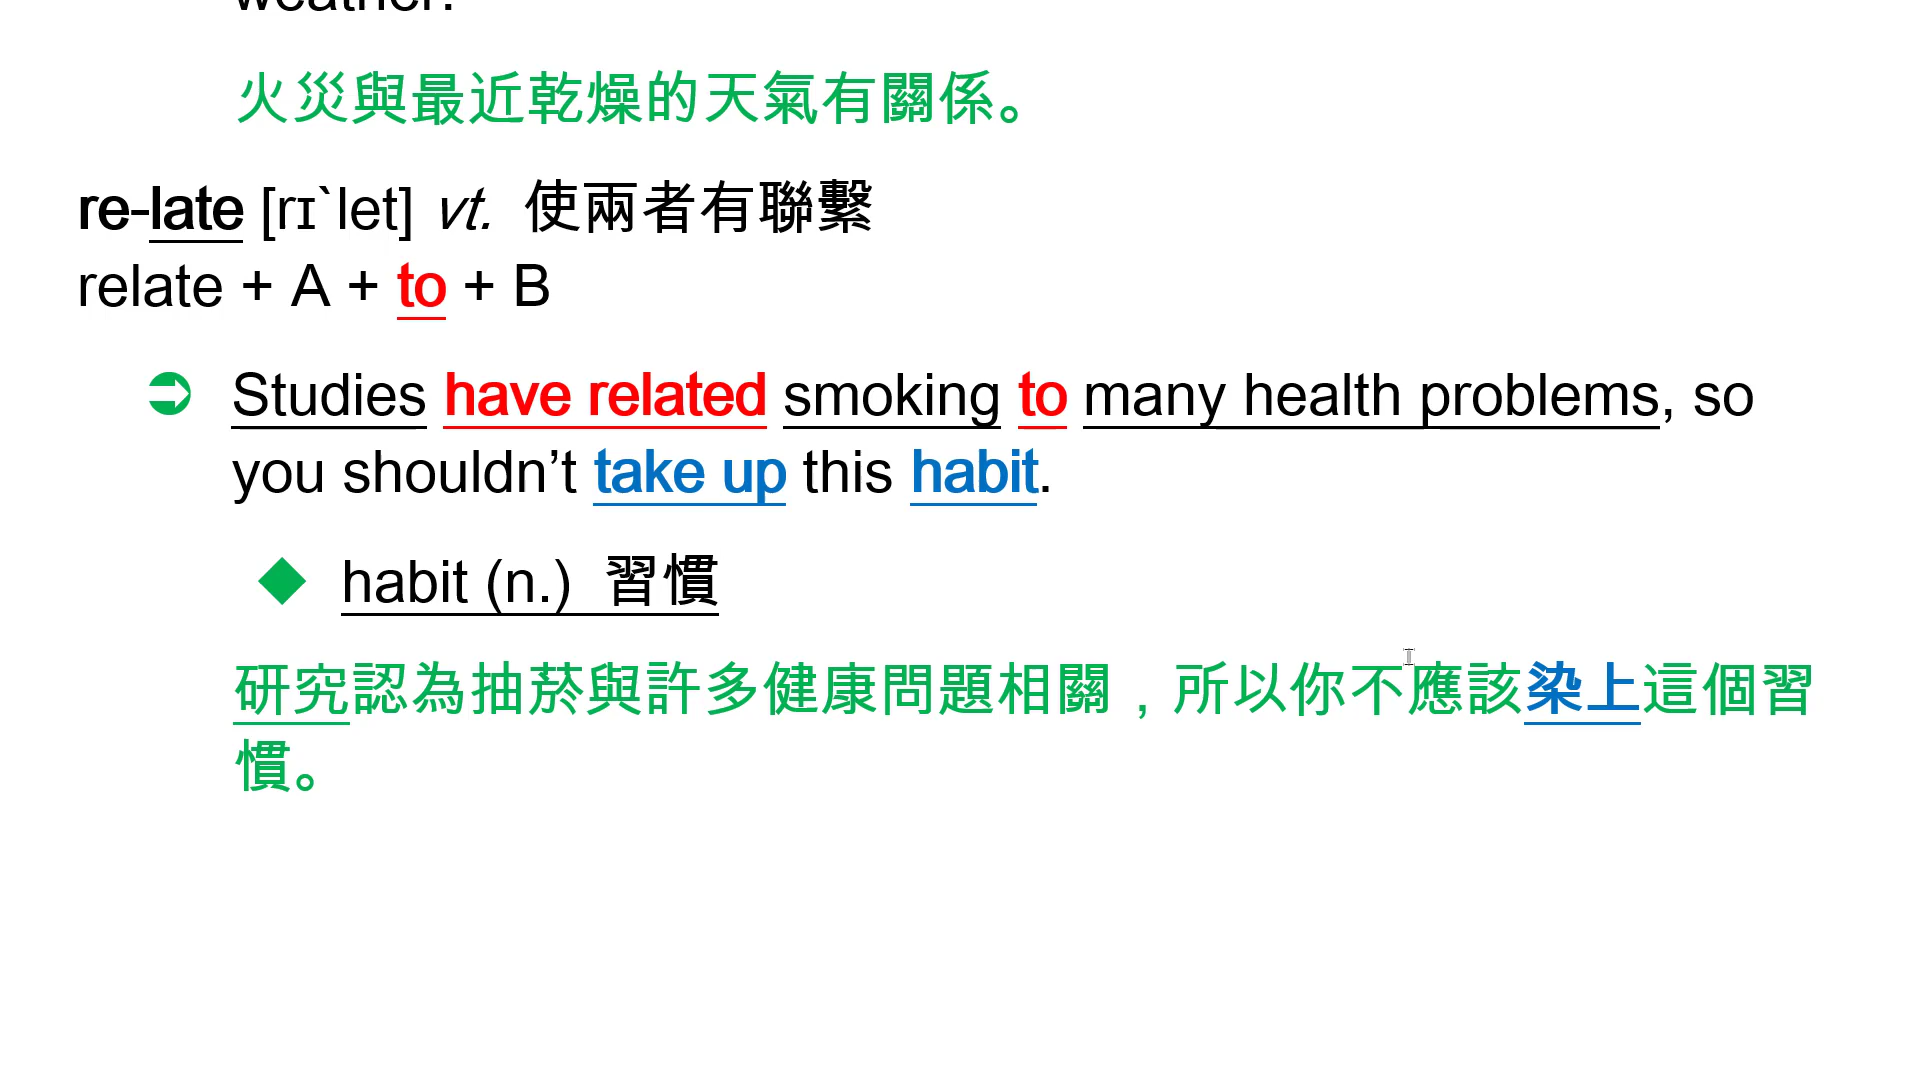 weather.
火災與最近乾燥的天氣有關係。
re-late [rɪˋlet] vt. 使兩者有聯繫
relate + A + to + B
➲ Studies have related smoking to many health problems, so
you shouldn’t take up this habit.
◆ habit (n.) 習慣
研究認為抽菸與許多健康問題相關，所以你不應該染上這個習
慣。